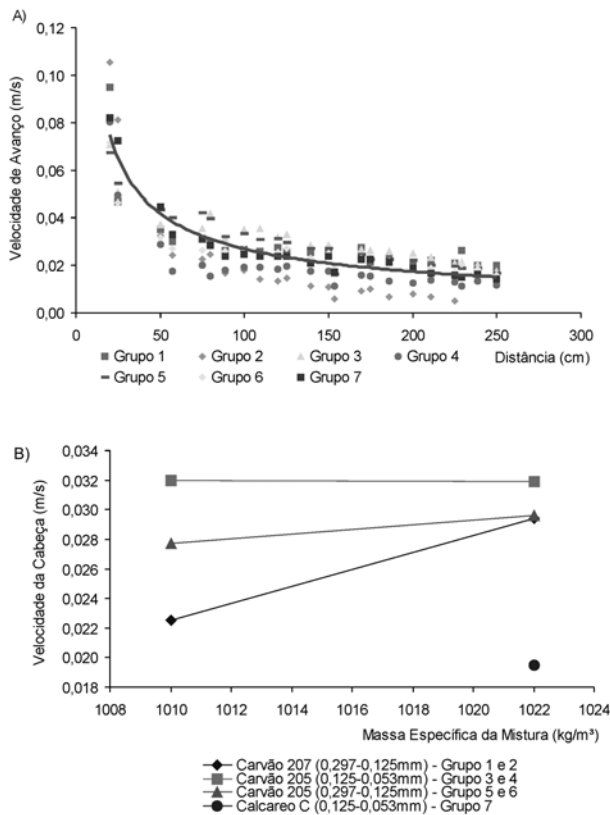 A)
Velocidade de Avanço (m/s)
0,12
0,10
0,08
0,06
0,04
0,02
0,00
0 50 100 150 200 250 300
Distância (cm)
Grupo 1 Grupo 2 Grupo 3 Grupo 4
Grupo 5 Grupo 6 Grupo 7
B)
Velocidade da Cabeça (m/s)
0,034
0,032
0,030
0,028
0,026
0,024
0,022
0,020
0,018
1008 1010 1012 1014 1016 1018 1020 1022 1024
Massa Específica da Mistura (kg/m³)
Carvão 207 (0,297-0,125mm) - Grupo 1 e 2
Carvão 205 (0,125-0,053mm) - Grupo 3 e 4
Carvão 205 (0,297-0,125mm) - Grupo 5 e 6
Calcareo C (0,125-0,053mm) - Grupo 7